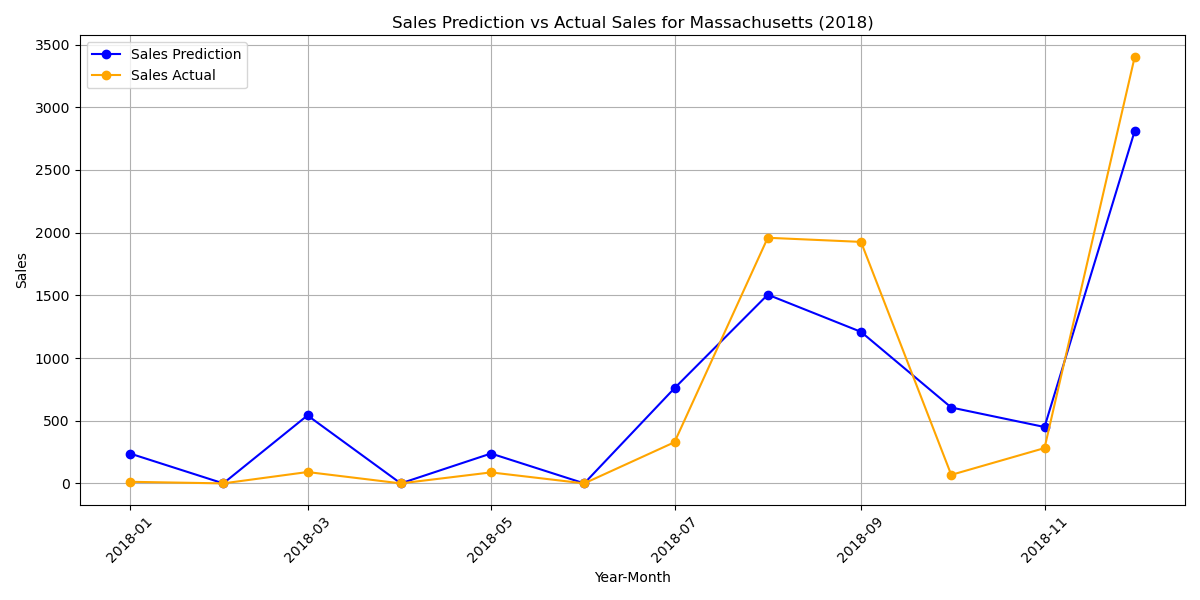 Sales Prediction vs Actual Sales for Massachusetts (2018)
Sales Prediction
Sales Actual
3500
3000
2500
2000
1500
1000
500
0
Sales
2018-01
2018-03
2018-05
2018-07
2018-09
2018-11
Year-Month